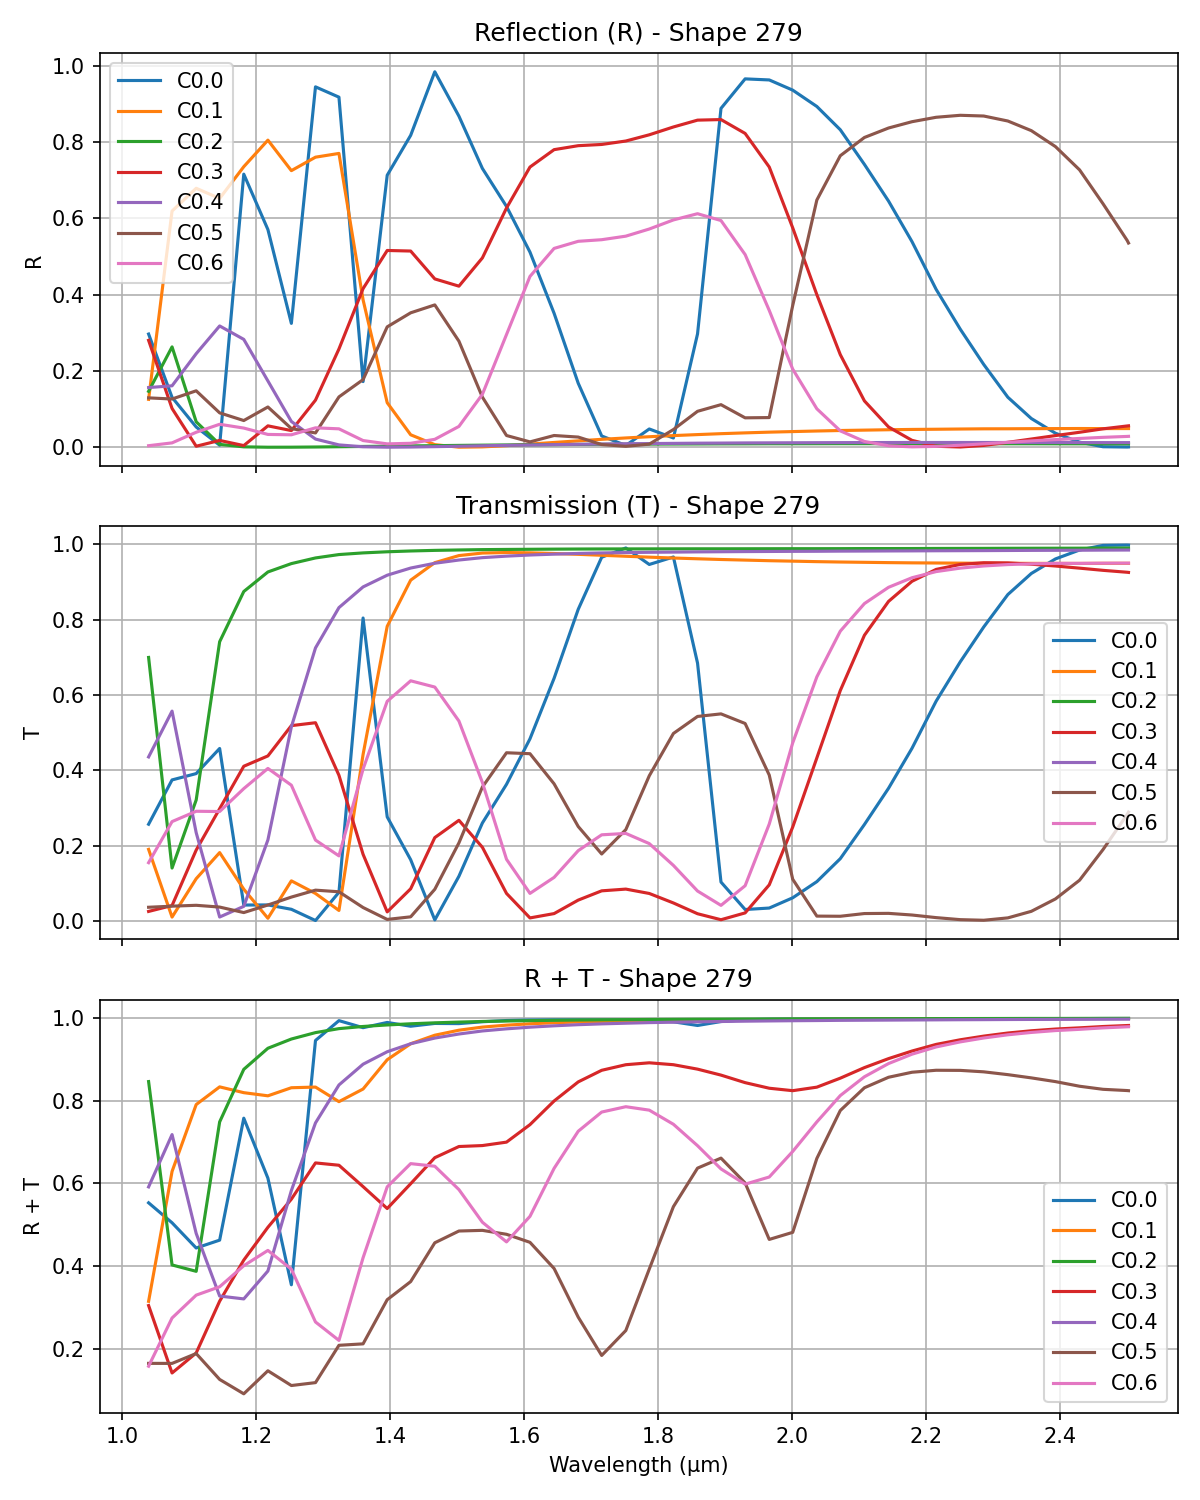 Reflection (R) - Shape 279
1.0
0.8
0.6
0.4
0.2
0.0
R
C0.0
C0.1
C0.2
C0.3
C0.4
C0.5
C0.6
Transmission (T) - Shape 279
1.0
0.8
0.6
0.4
0.2
0.0
T
C0.0
C0.1
C0.2
C0.3
C0.4
C0.5
C0.6
R + T - Shape 279
1.0
0.8
0.6
0.4
0.2
R + T
C0.0
C0.1
C0.2
C0.3
C0.4
C0.5
C0.6
1.0 1.2 1.4 1.6 1.8 2.0 2.2 2.4
Wavelength (μm)